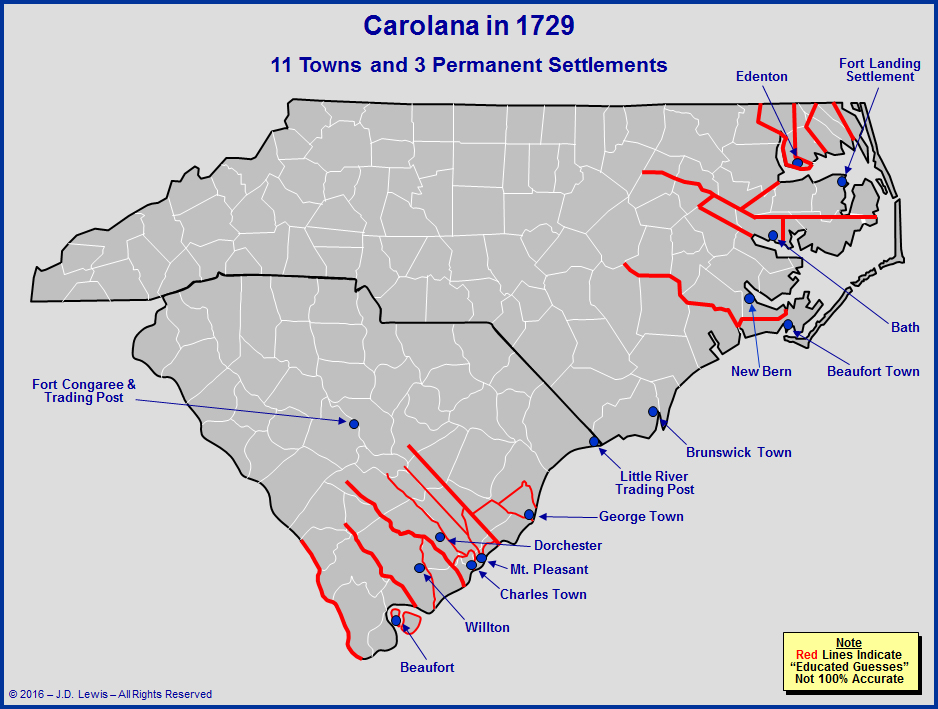 Carolana in 1729
11 Towns and 3 Permanent Settlements
Edenton
Fort Landing
Settlement
Bath
New Bern
Beaufort Town
Fort Congaree &
Trading Post
Brunswick Town
Little River
Trading Post
George Town
Dorchester
Mt. Pleasant
Charles Town
Willton
Beaufort
Note
Red Lines Indicate
“Educated Guesses”
Not 100% Accurate
© 2016 – J.D. Lewis – All Rights Reserved